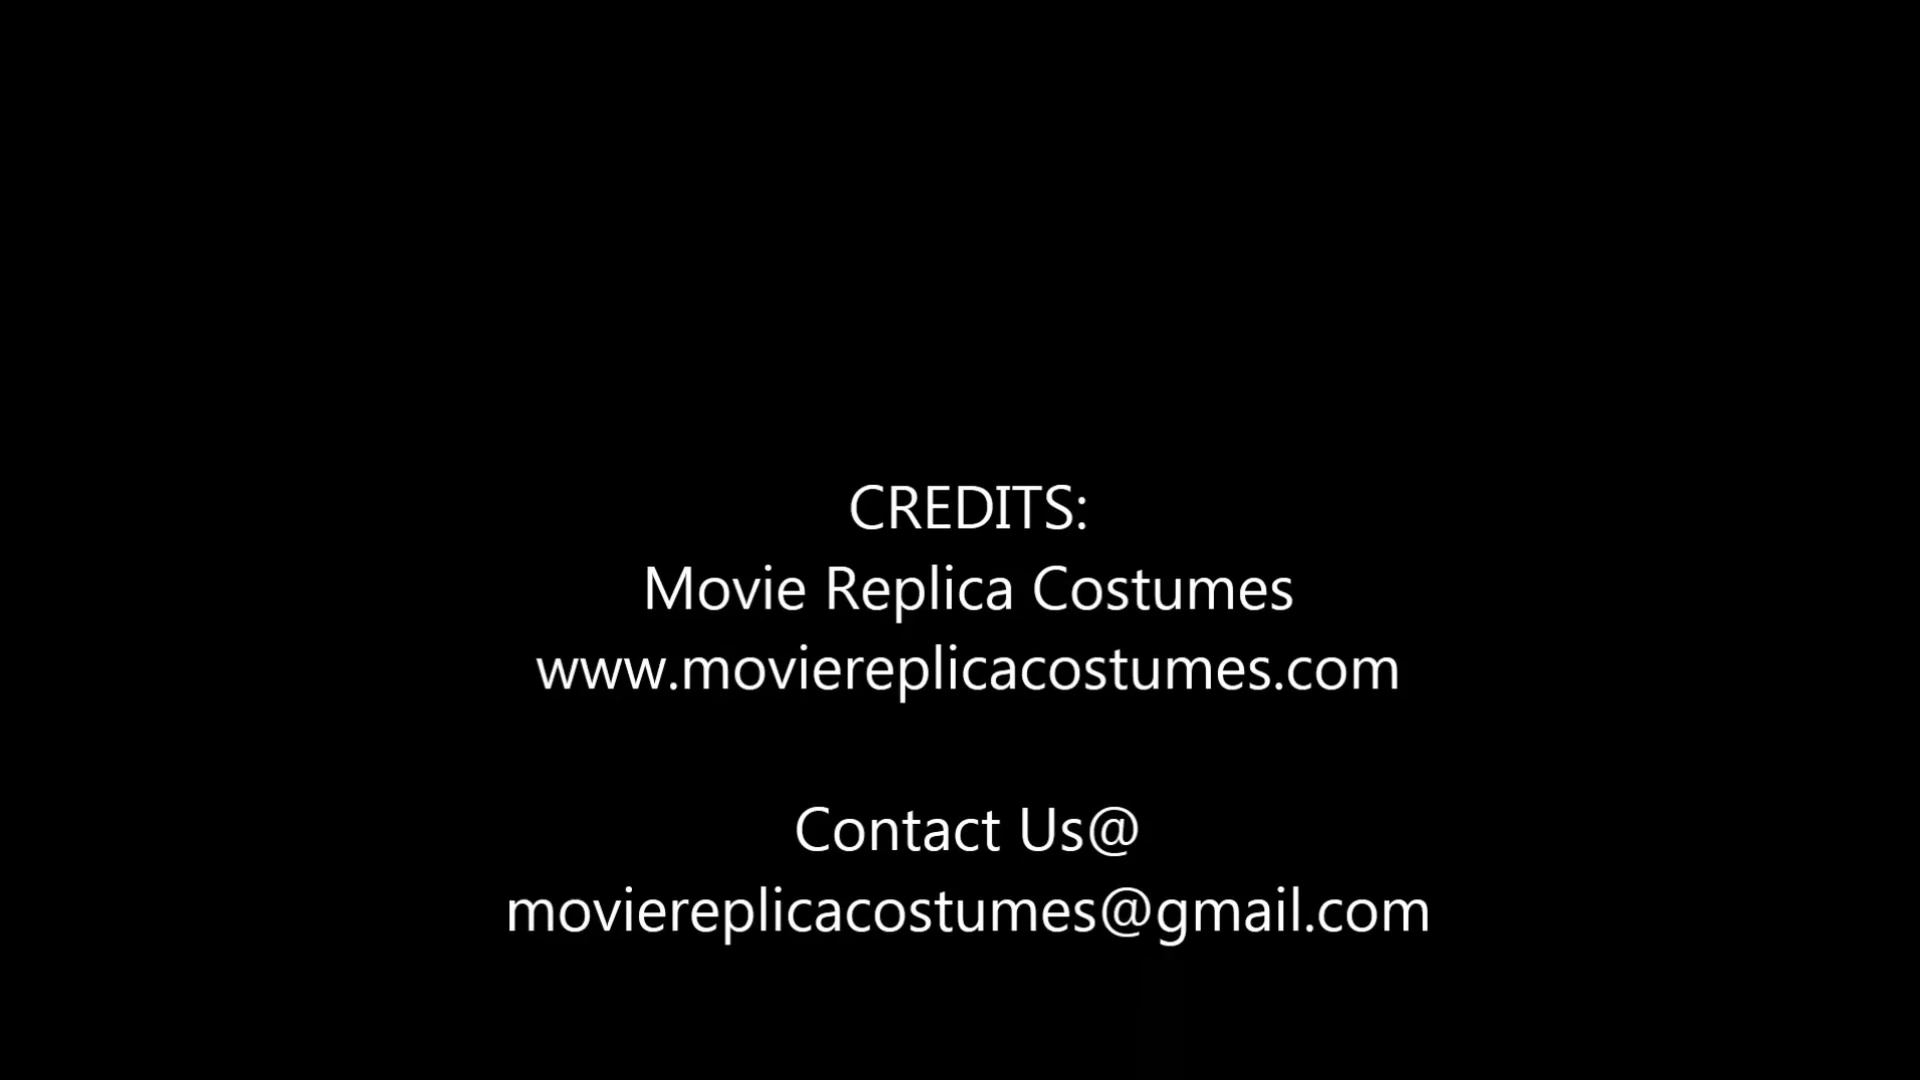 CREDITS:
Movie Replica Costumes
www.moviereplicacostumes.com
Contact Us@
moviereplicacostumes@gmail.com